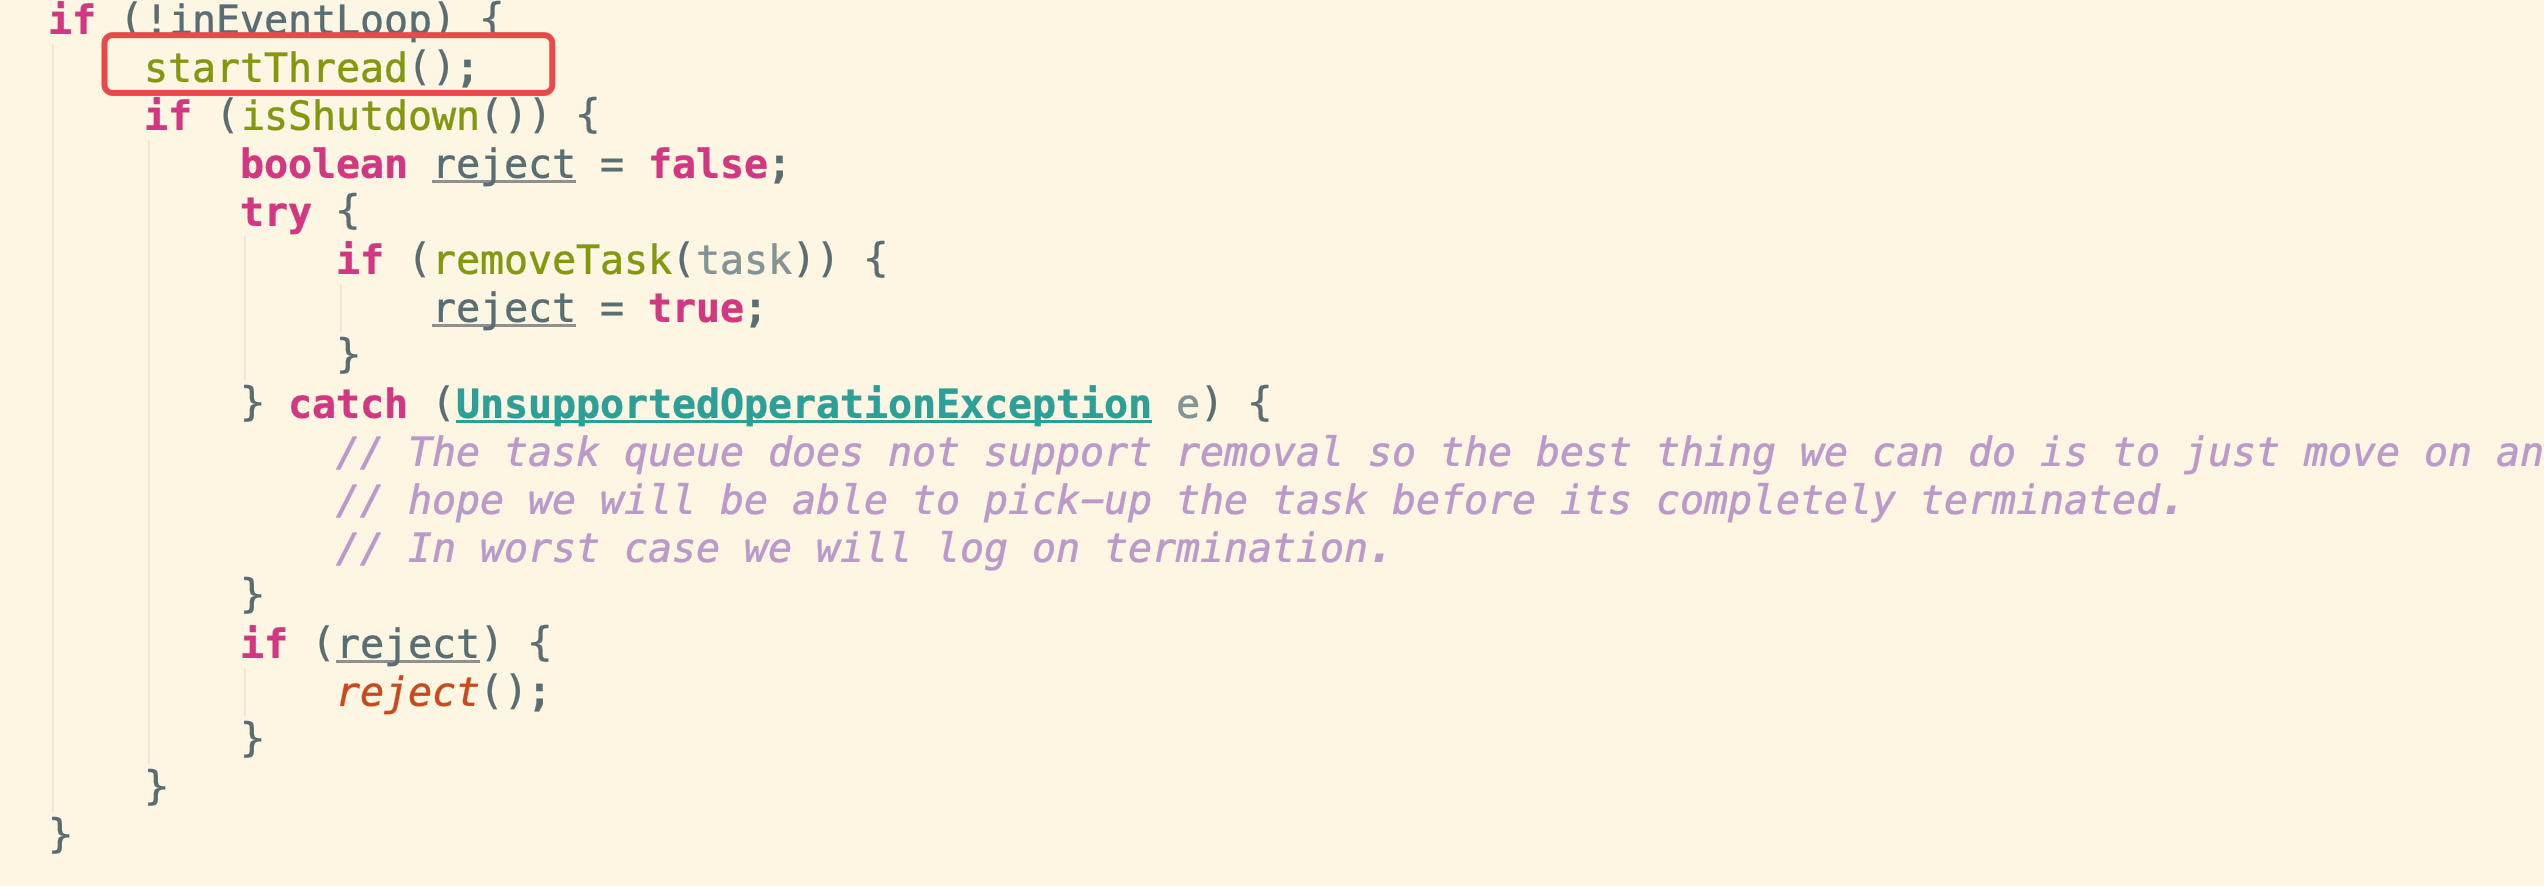 if (!inEventLoop) {
    startThread();
    if (isShutdown()) {
        boolean reject = false;
        try {
            if (removeTask(task)) {
                reject = true;
            }
        } catch (UnsupportedOperationException e) {
            // The task queue does not support removal so the best thing we can do is to just move on an
            // hope we will be able to pick-up the task before its completely terminated.
            // In worst case we will log on termination.
        }
        if (reject) {
            reject();
        }
    }
}